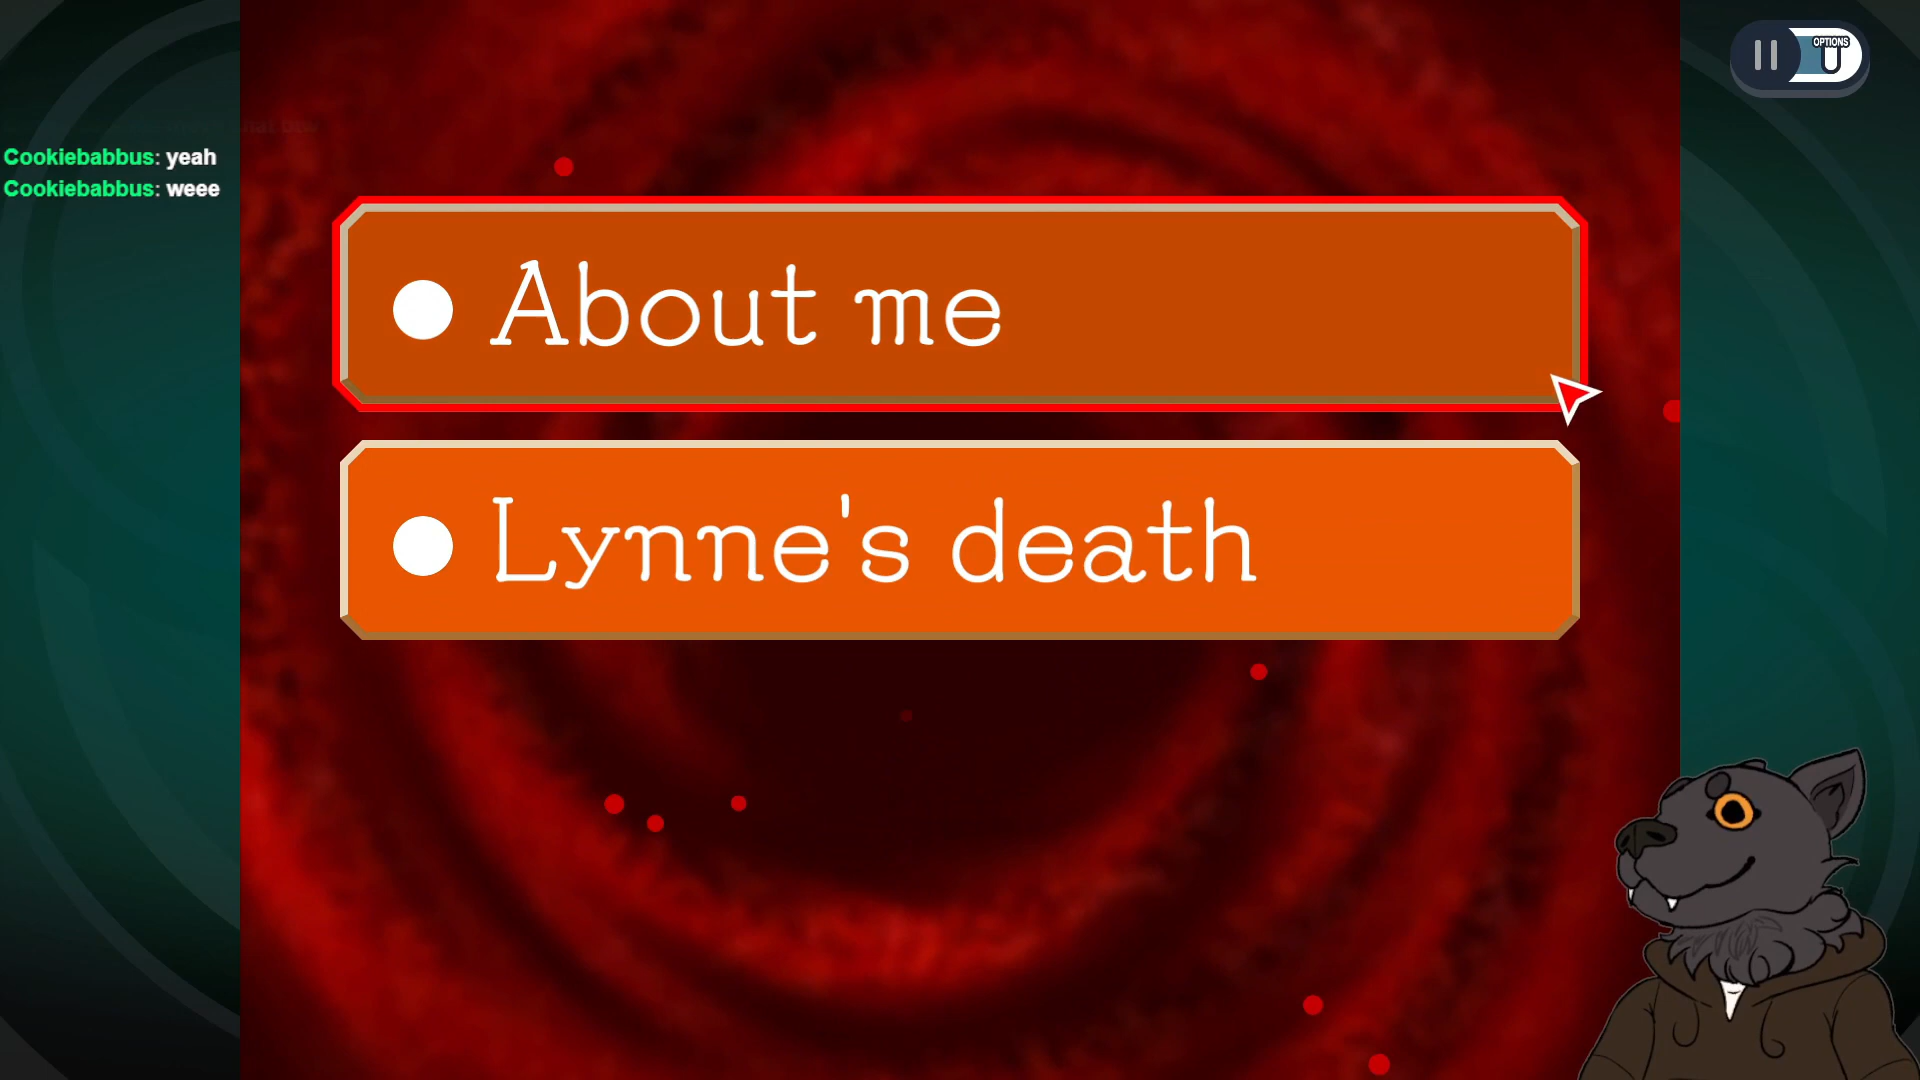 OPTIONS
Cookiebabbus: yeah
Cookiebabbus: weee
About me
Lynne's death